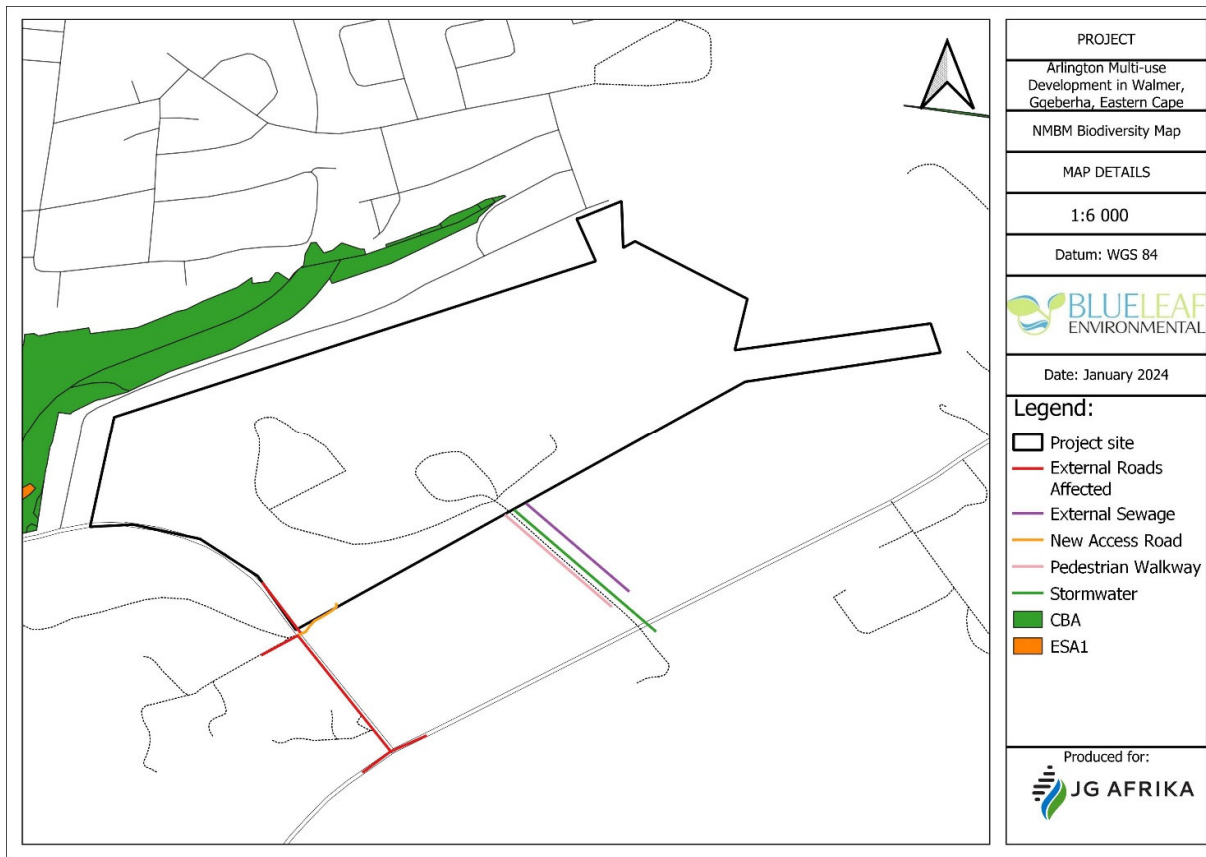 PROJECT
Arlington Multi-use
Development in Walmer,
Gqeberha, Eastern Cape
NMBM Biodiversity Map
MAP DETAILS
1:6 000
Datum: WGS 84
BLUELEAF
ENVIRONMENTAL
Date: January 2024
Legend:
Project site
External Roads
Affected
External Sewage
New Access Road
Pedestrian Walkway
Stormwater
CBA
ESA1
Produced for:
JG AFRIKA